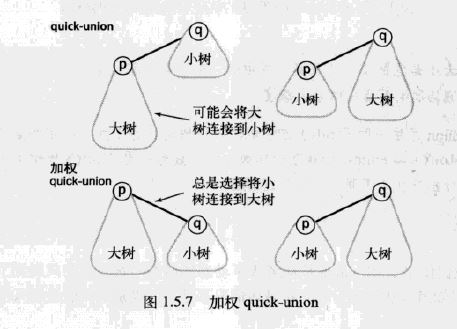 quick-union
q
p
小树
大树
可能会将大
树连接到小树
q
p
小树
大树
加权
quick-union
p
总是选择将小
树连接到大树
q
大树
小树
q
p
小树
大树
图 1.5.7 加权 quick-union